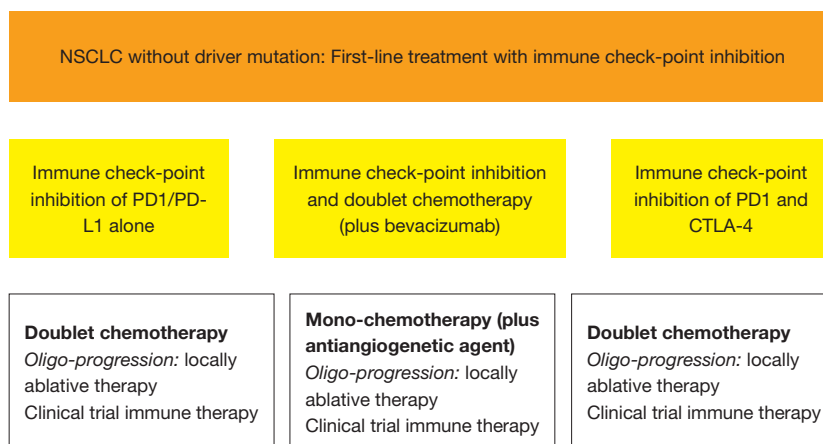 NSCLC without driver mutation: First-line treatment with immune check-point inhibition
Immune check-point
inhibition of PD1/PD-
L1 alone
Immune check-point inhibition
and doublet chemotherapy
(plus bevacizumab)
Immune check-point
inhibition of PD1 and
CTLA-4
Doublet chemotherapy
Oligo-progression: locally
ablative therapy
Clinical trial immune therapy
Mono-chemotherapy (plus
antiangiogenetic agent)
Oligo-progression: locally
ablative therapy
Clinical trial immune therapy
Doublet chemotherapy
Oligo-progression: locally
ablative therapy
Clinical trial immune therapy